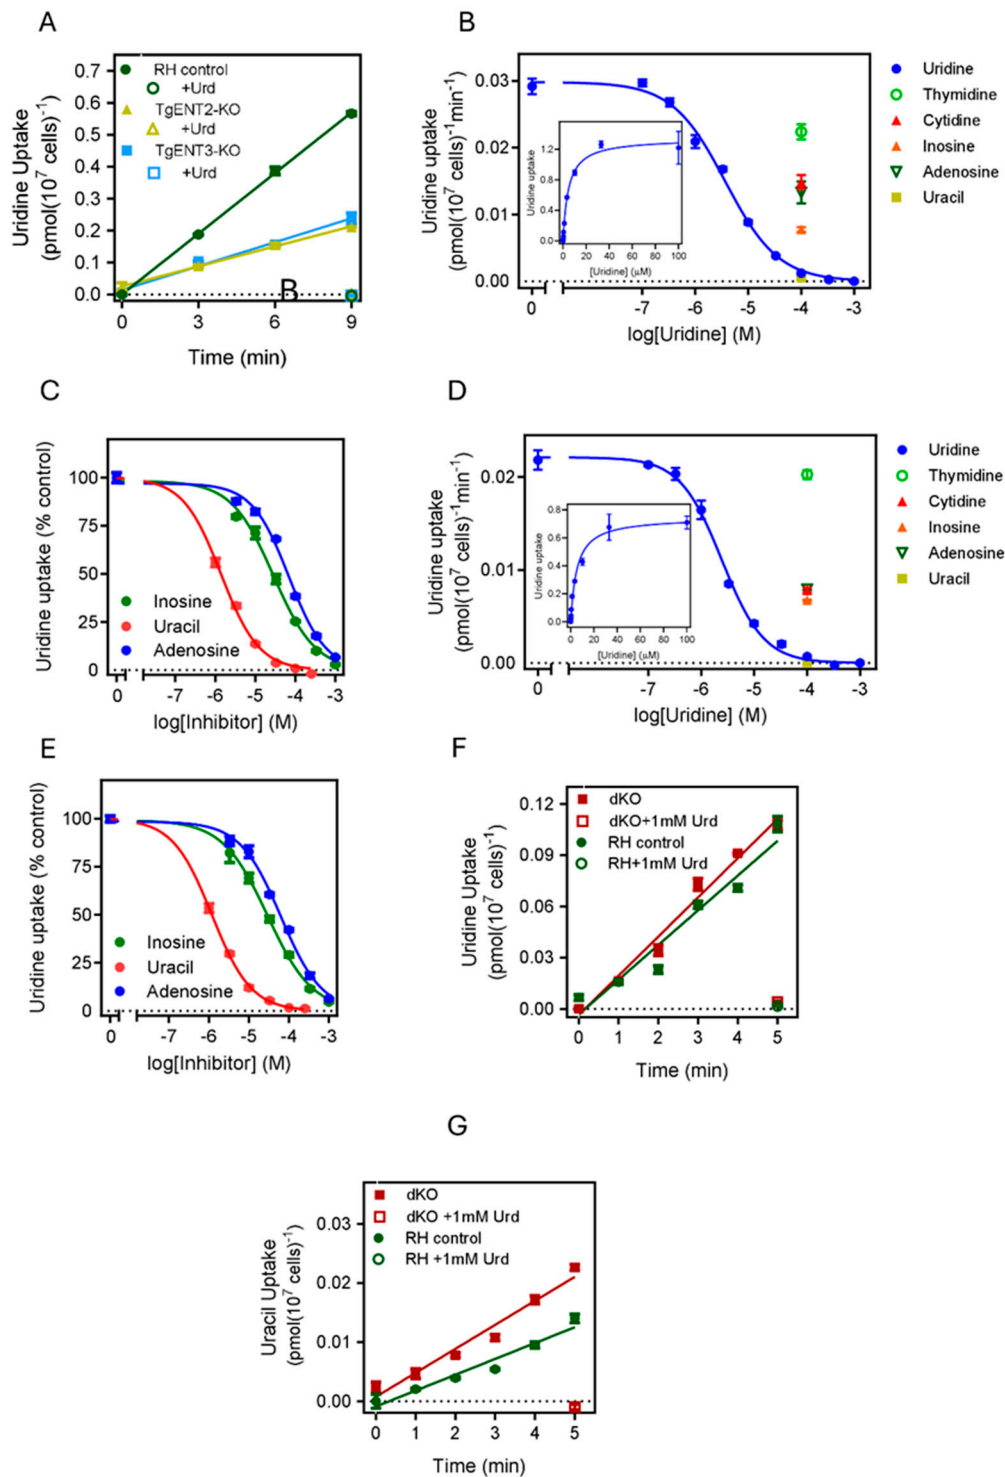 A
Uridine Uptake
(pmol(10⁷ cells)⁻¹)
0.7
0.6
0.5
0.4
0.3
0.2
0.1
0.0
RH control
+Urd
TgENT2-KO
+Urd
TgENT3-KO
+Urd
B
0 3 6 9
Time (min)
B
Uridine uptake
(pmol(10⁷ cells)⁻¹min⁻¹
0.03
0.02
0.01
0.00
Uridine uptake
1.2
0.8
0.4
0.0
0 20 40 60 80 100
[Uridine] (µM)
0 -7 -6 -5 -4 -3
log[Uridine] (M)
Uridine
Thymidine
Cytidine
Inosine
Adenosine
Uracil
C
Uridine uptake (% control)
100
75
50
25
0
Inosine
Uracil
Adenosine
0 -7 -6 -5 -4 -3
log[Inhibitor] (M)
D
Uridine uptake
(pmol(10⁷ cells)⁻¹min⁻¹
0.02
0.01
0.00
Uridine uptake
0.8
0.6
0.4
0.2
0.0
0 20 40 60 80 100
[Uridine] (µM)
0 -7 -6 -5 -4 -3
log[Uridine] (M)
Uridine
Thymidine
Cytidine
Inosine
Adenosine
Uracil
E
Uridine uptake (% control)
100
75
50
25
0
Inosine
Uracil
Adenosine
0 -7 -6 -5 -4 -3
log[Inhibitor] (M)
F
Uridine Uptake
(pmol(10⁷ cells)⁻¹)
0.12
0.09
0.06
0.03
0.00
dKO
dKO+1mM Urd
RH control
RH+1mM Urd
0 1 2 3 4 5
Time (min)
G
Uracil Uptake
(pmol(10⁷ cells)⁻¹)
0.03
0.02
0.01
0.00
dKO
dKO +1mM Urd
RH control
RH +1mM Urd
0 1 2 3 4 5
Time (min)